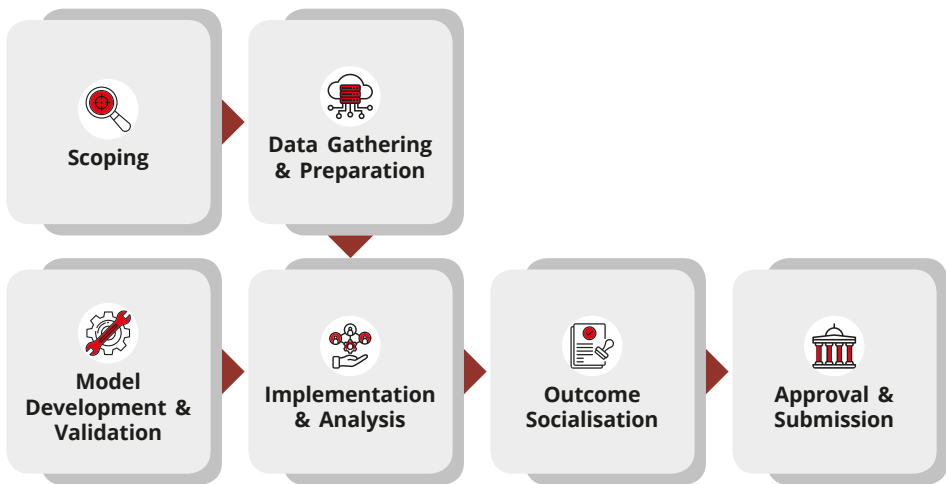 Scoping
Data Gathering
& Preparation
Model
Development &
Validation
Implementation
& Analysis
Outcome
Socialisation
Approval &
Submission